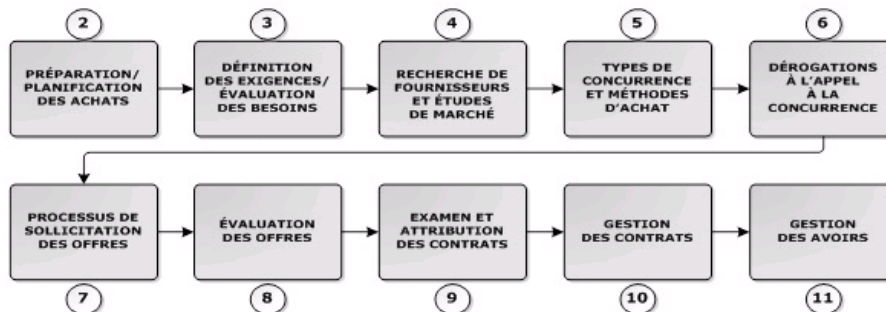 2
3
4
5
6
PRÉPARATION/
PLANIFICATION
DES ACHATS
DÉFINITION
DES EXIGENCES/
ÉVALUATION
DES BESOINS
RECHERCHE DE
FOURNISSEURS
ET ÉTUDES
DE MARCHÉ
TYPES DE
CONCURRENCE
ET MÉTHODES
D'ACHAT
DÉROGATIONS
À L'APPEL
À LA
CONCURRENCE
PROCESSUS DE
SOLLICITATION
DES OFFRES
ÉVALUATION
DES OFFRES
EXAMEN ET
ATTRIBUTION
DES CONTRATS
GESTION
DES CONTRATS
GESTION
DES AVOIRS
7
8
9
10
11